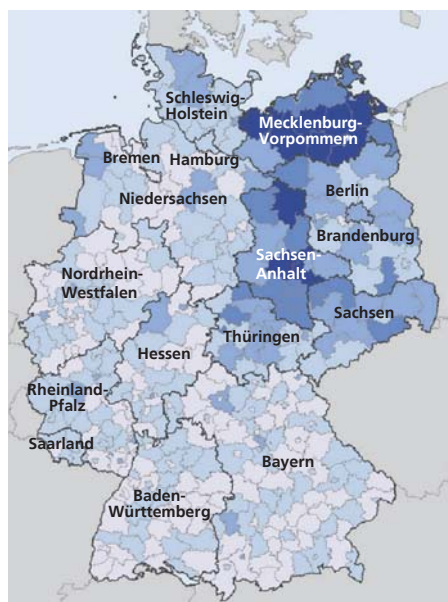 Schleswig-
Holstein
Mecklenburg-
Vorpommern
Bremen
Hamburg
Niedersachsen
Berlin
Brandenburg
Sachsen-
Anhalt
Nordrhein-
Westfalen
Sachsen
Thüringen
Hessen
Rheinland-
Pfalz
Saarland
Bayern
Baden-
Württemberg